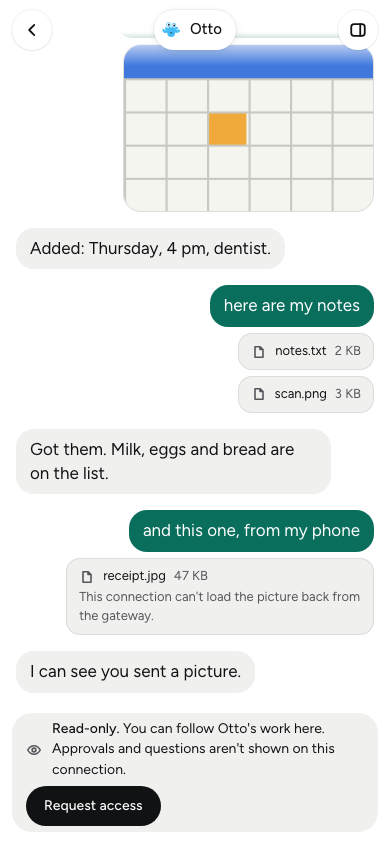 Otto
Added: Thursday, 4 pm, dentist.
here are my notes
notes.txt 2 KB
scan.png 3 KB
Got them. Milk, eggs and bread are
on the list.
and this one, from my phone
receipt.jpg 47 KB
This connection can't load the picture back from
the gateway.
I can see you sent a picture.
Read-only. You can follow Otto's work here.
Approvals and questions aren't shown on this
connection.
Request access